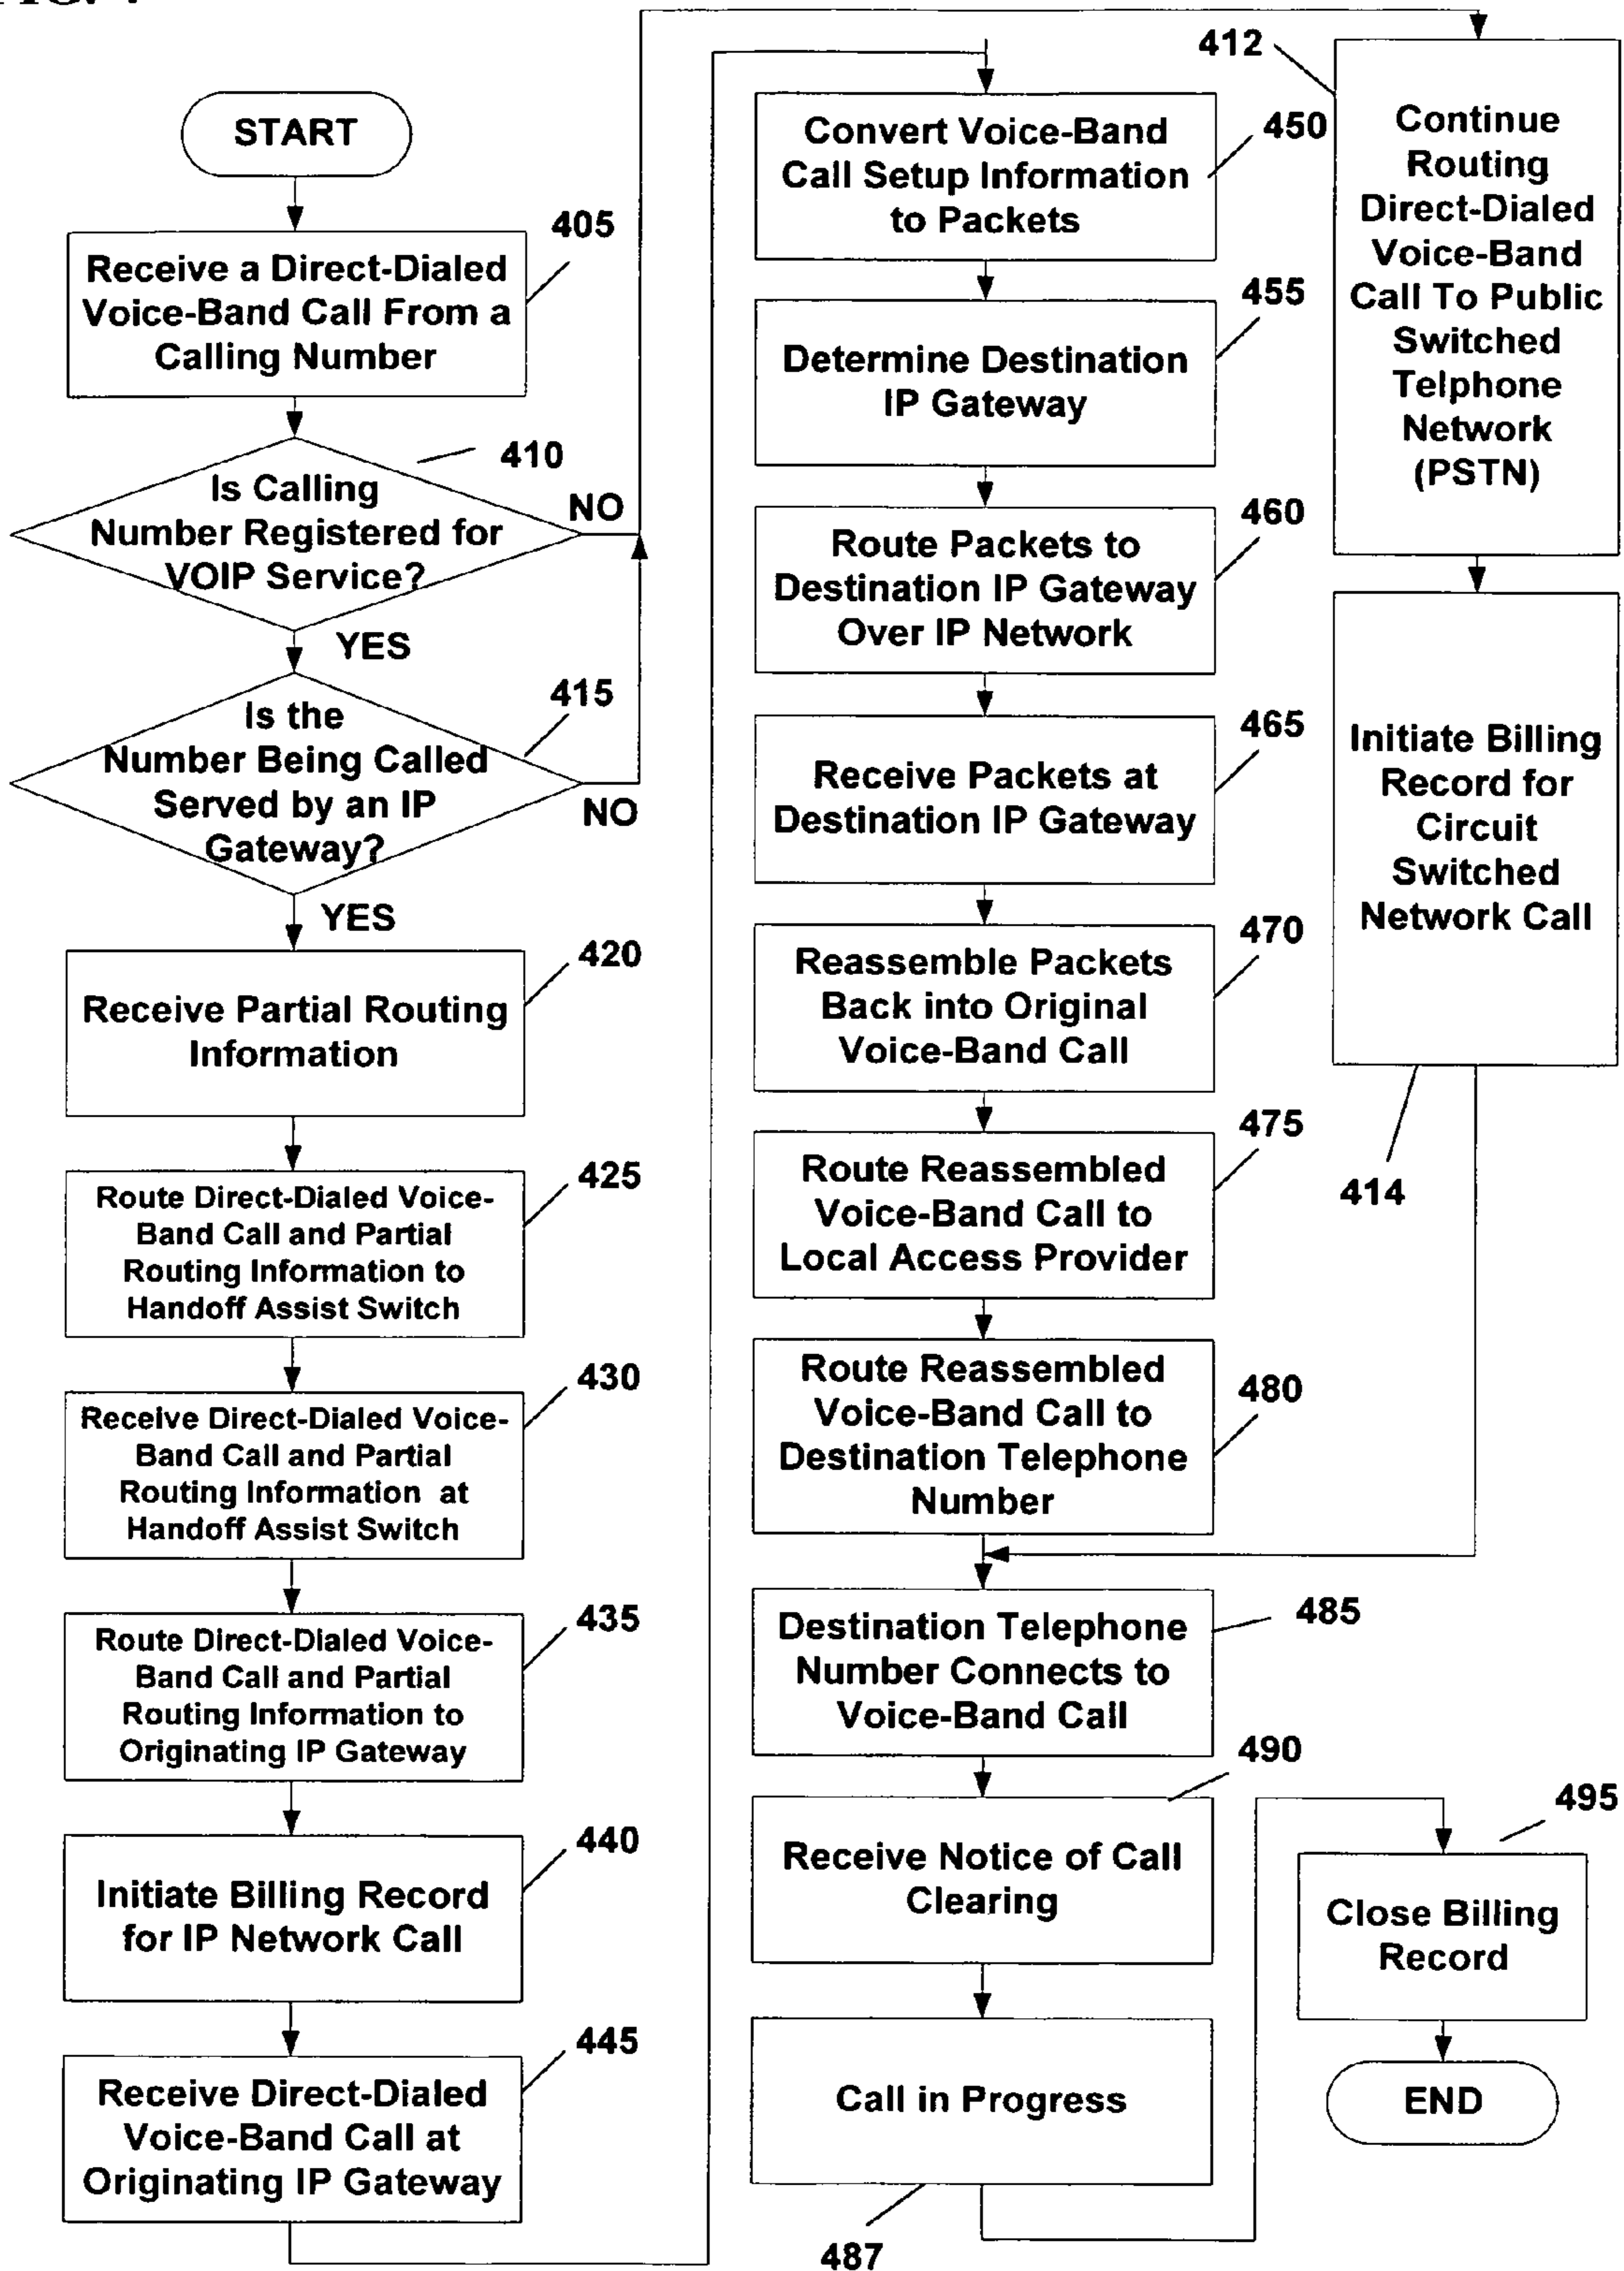 START
405
Receive a Direct-Dialed
Voice-Band Call From a
Calling Number
410
Is Calling
Number Registered for
VOIP Service?
NO
YES
415
Is the
Number Being Called
Served by an IP
Gateway?
NO
YES
420
Receive Partial Routing
Information
425
Route Direct-Dialed Voice-
Band Call and Partial
Routing Information to
Handoff Assist Switch
430
Receive Direct-Dialed Voice-
Band Call and Partial
Routing Information at
Handoff Assist Switch
435
Route Direct-Dialed Voice-
Band Call and Partial
Routing Information to
Originating IP Gateway
440
Initiate Billing Record
for IP Network Call
445
Receive Direct-Dialed
Voice-Band Call at
Originating IP Gateway
450
Convert Voice-Band
Call Setup Information
to Packets
455
Determine Destination
IP Gateway
460
Route Packets to
Destination IP Gateway
Over IP Network
465
Receive Packets at
Destination IP Gateway
470
Reassemble Packets
Back into Original
Voice-Band Call
475
Route Reassembled
Voice-Band Call to
Local Access Provider
480
Route Reassembled
Voice-Band Call to
Destination Telephone
Number
485
Destination Telephone
Number Connects to
Voice-Band Call
490
Receive Notice of Call
Clearing
Call in Progress
487
412
Continue
Routing
Direct-Dialed
Voice-Band
Call To Public
Switched
Telphone
Network
(PSTN)
Initiate Billing
Record for
Circuit
Switched
Network Call
414
495
Close Billing
Record
END